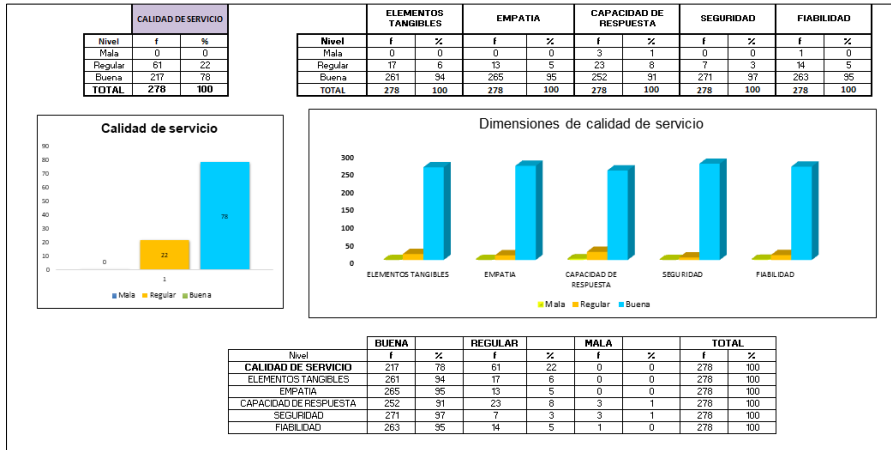 CALIDAD DE SERVICIO
Nivel f %
Mala 0 0
Regular 61 22
Buena 217 78
TOTAL 278 100
ELEMENTOS TANGIBLES EMPATIA CAPACIDAD DE RESPUESTA SEGURIDAD FIABILIDAD
Nivel f % f % f % f % f %
Mala 0 0 0 0 3 1 0 0 1 0
Regular 17 6 13 5 23 8 7 3 14 5
Buena 261 94 265 95 252 91 271 97 263 95
TOTAL 278 100 278 100 278 100 278 100 278 100
Calidad de servicio
90
80
70
60
50
40
30
20
10
0
0 22 78
1
Mala Regular Buena
Dimensiones de calidad de servicio
300
250
200
150
100
50
0
ELEMENTOS TANGIBLES EMPATIA CAPACIDAD DE RESPUESTA SEGURIDAD FIABILIDAD
Mala Regular Buena
BUENA REGULAR MALA TOTAL
Nivel f % f % f % f %
CALIDAD DE SERVICIO 217 78 61 22 0 0 278 100
ELEMENTOS TANGIBLES 261 94 17 6 0 0 278 100
EMPATIA 265 95 13 5 0 0 278 100
CAPACIDAD DE RESPUESTA 252 91 23 8 3 1 278 100
SEGURIDAD 271 97 7 3 3 1 278 100
FIABILIDAD 263 95 14 5 1 0 278 100